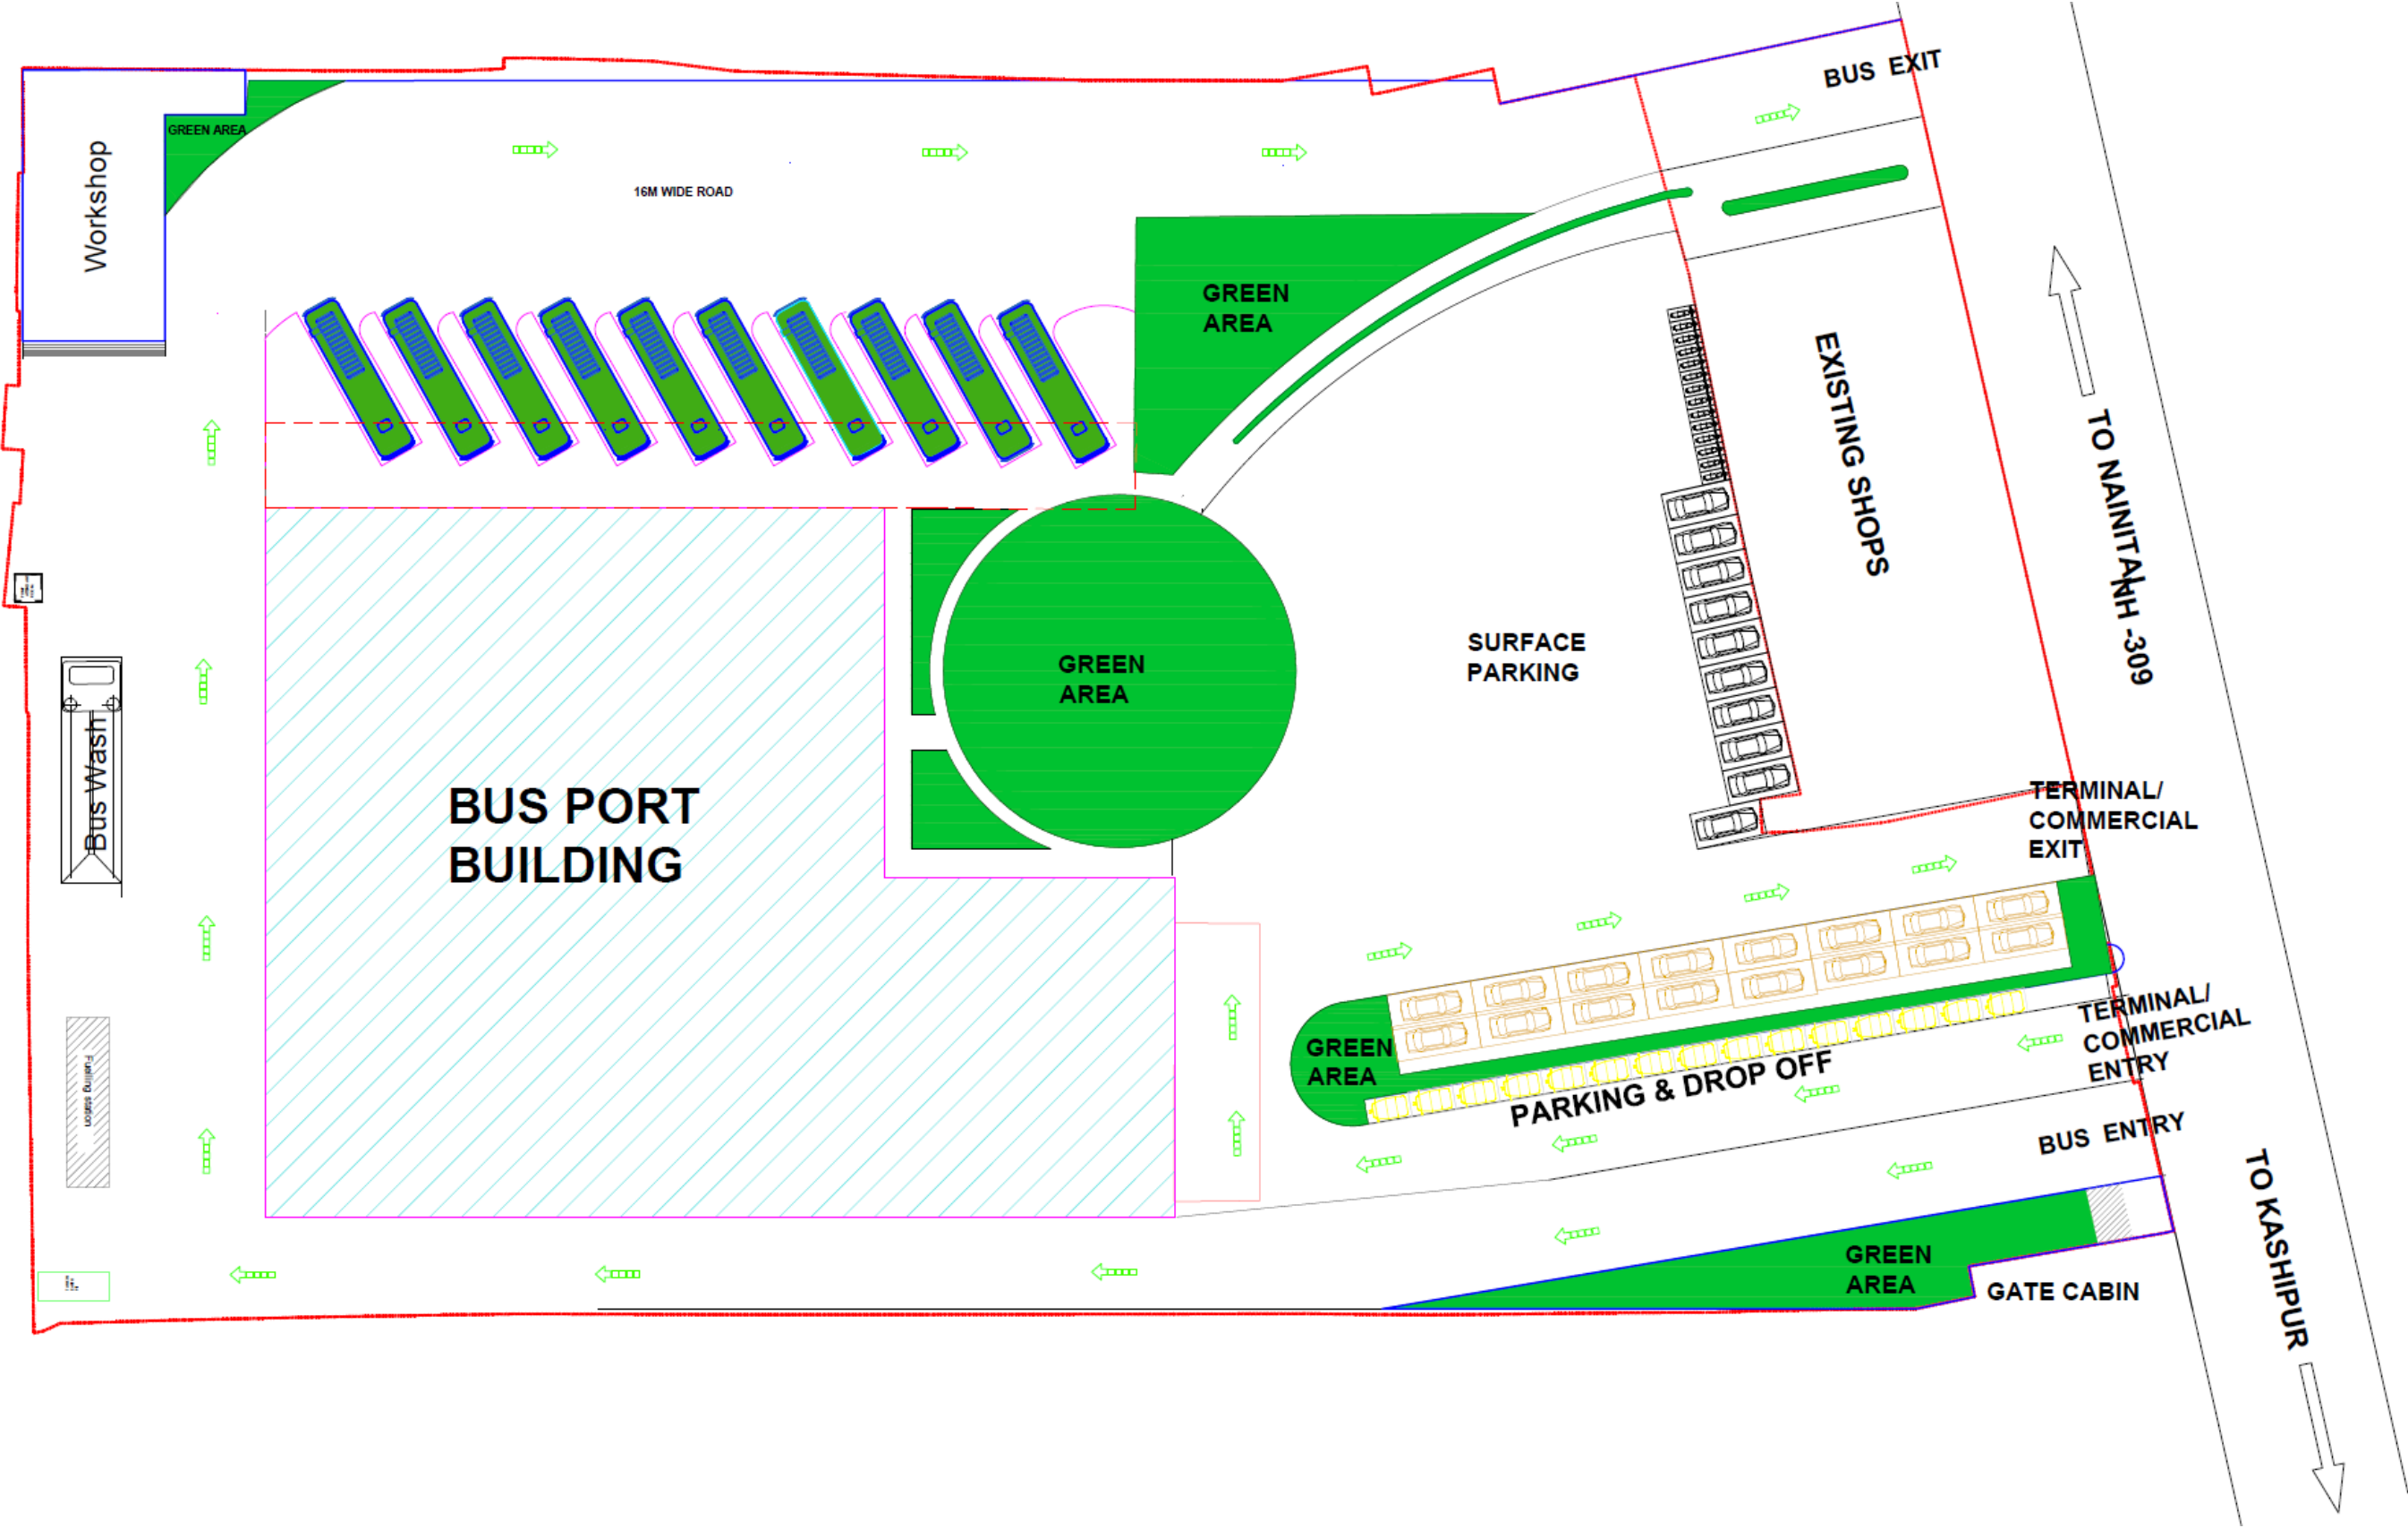 BUS EXIT
GREEN AREA
Workshop
16M WIDE ROAD
GREEN
AREA
EXISTING SHOPS
TO NAINITAL
NH -309
SURFACE
PARKING
GREEN
AREA
BUS PORT
BUILDING
Bus Wash
TERMINAL/
COMMERCIAL
EXIT
TERMINAL/
COMMERCIAL
ENTRY
GREEN
AREA
PARKING & DROP OFF
Fuelling station
BUS ENTRY
TO KASHIPUR
GREEN
AREA
GATE CABIN